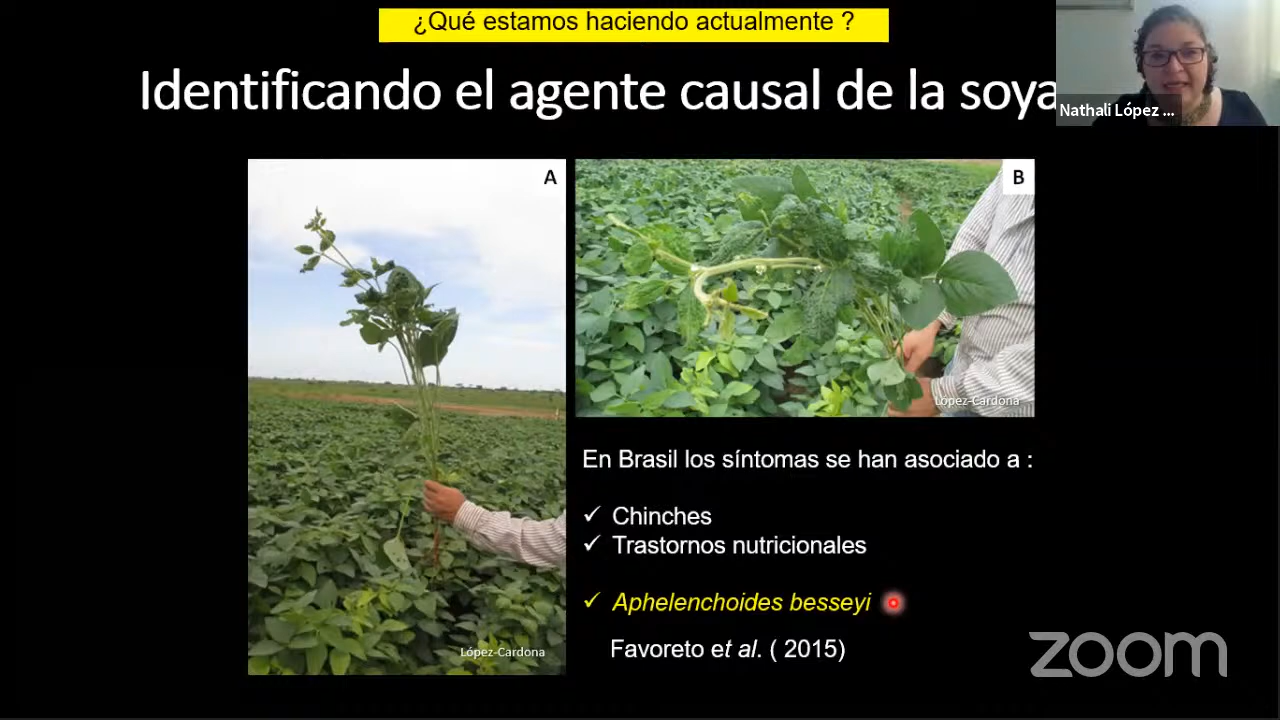 ¿Qué estamos haciendo actualmente ?
Identificando el agente causal de la soya
Nathali López ...
A
B
López-Cardona
López-Cardona
En Brasil los síntomas se han asociado a :
✓ Chinches
✓ Trastornos nutricionales
✓ Aphelenchoides besseyi
Favoreto et al. ( 2015)
zoom